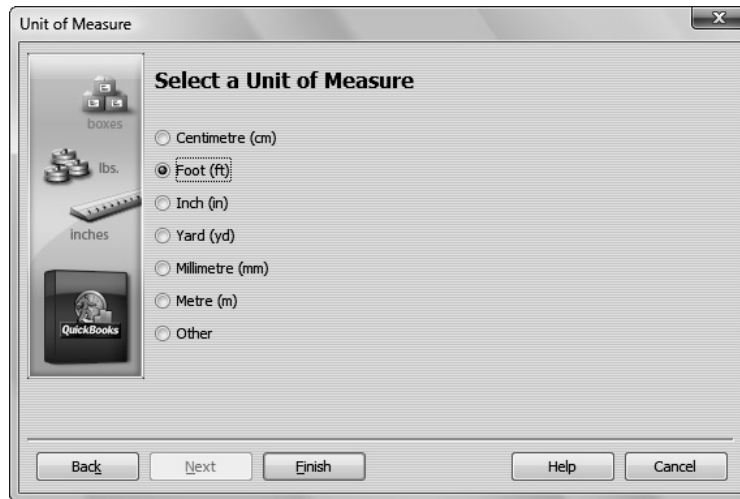 Unit of Measure
boxes
lbs.
inches
QuickBooks
Select a Unit of Measure
Centimetre (cm)
Foot (ft)
Inch (in)
Yard (yd)
Millimetre (mm)
Metre (m)
Other
Back
Next
Finish
Help
Cancel